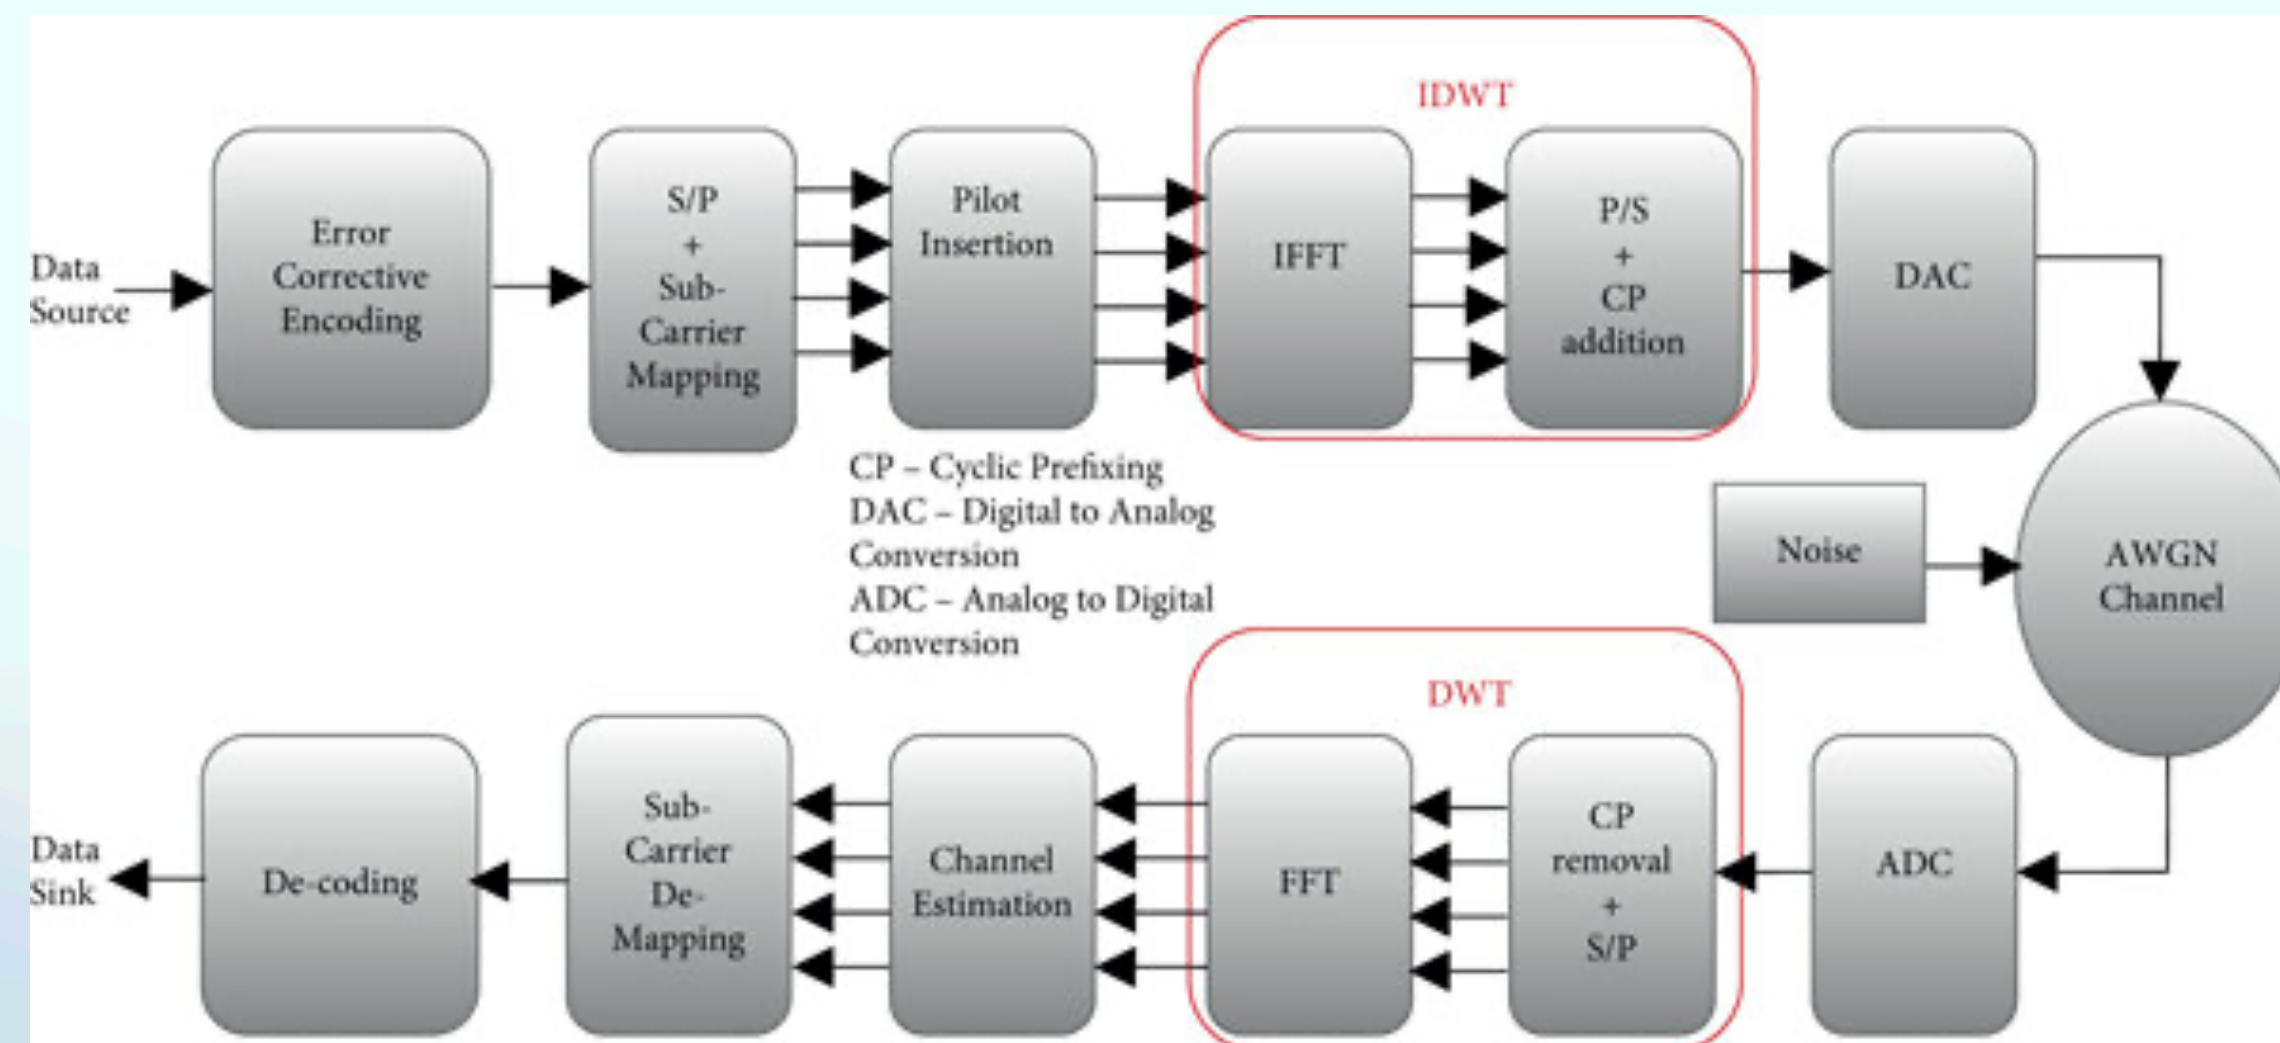 IDWT
Data
Source
Error
Corrective
Encoding
S/P
+
Sub-
Carrier
Mapping
Pilot
Insertion
IFFT
P/S
+
CP
addition
DAC
CP – Cyclic Prefixing
DAC – Digital to Analog
Conversion
ADC – Analog to Digital
Conversion
Noise
AWGN
Channel
DWT
Data
Sink
De-coding
Sub-
Carrier
De-
Mapping
Channel
Estimation
FFT
CP
removal
+
S/P
ADC